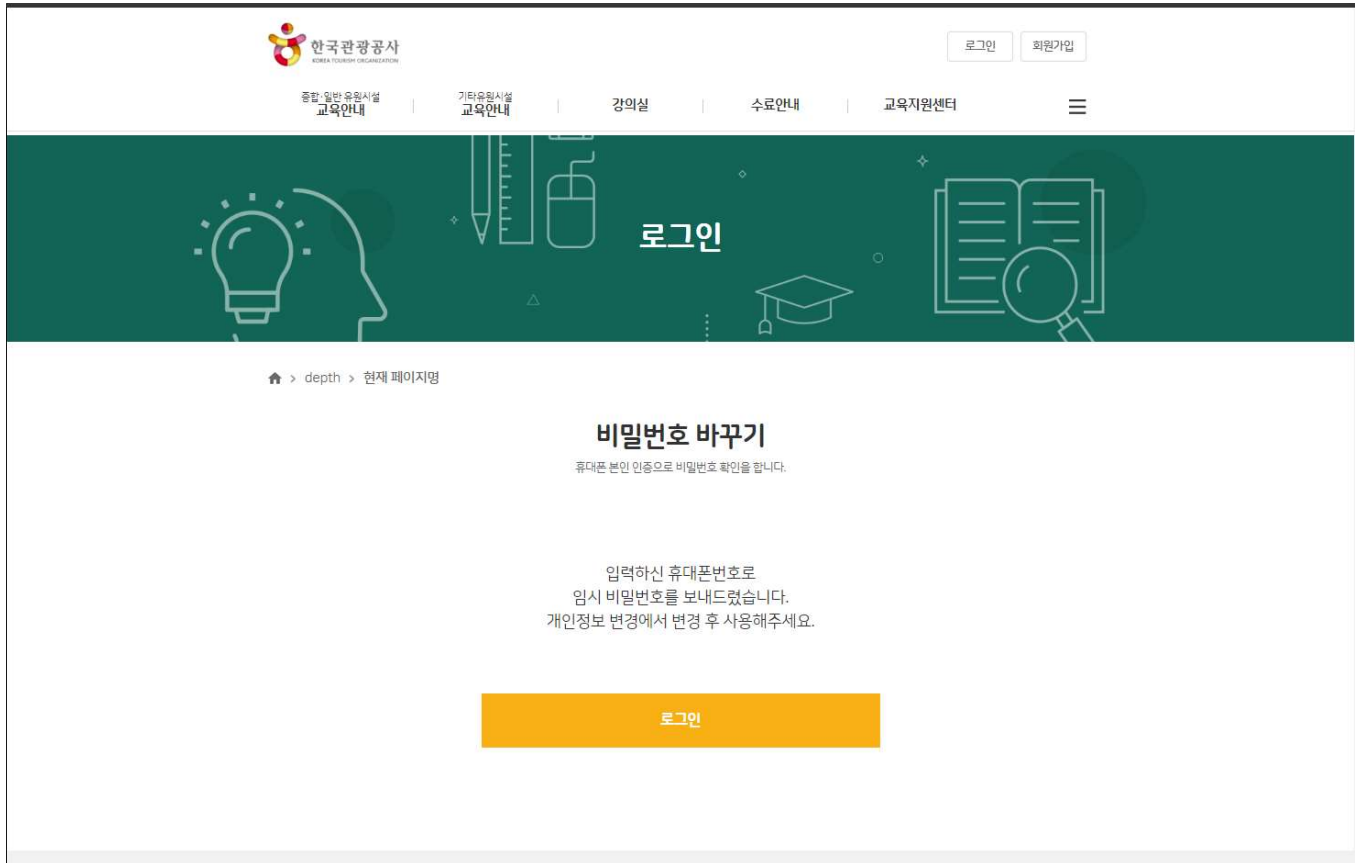 한국관광공사
KOREA TOURISM ORGANIZATION
로그인
회원가입
종합·일반 유원시설
교육안내
기타유원시설
교육안내
강의실
수료안내
교육지원센터
로그인
> depth > 현재 페이지명
비밀번호 바꾸기
휴대폰 본인 인증으로 비밀번호 확인을 합니다.
입력하신 휴대폰번호로
임시 비밀번호를 보내드렸습니다.
개인정보 변경에서 변경 후 사용해주세요.
로그인